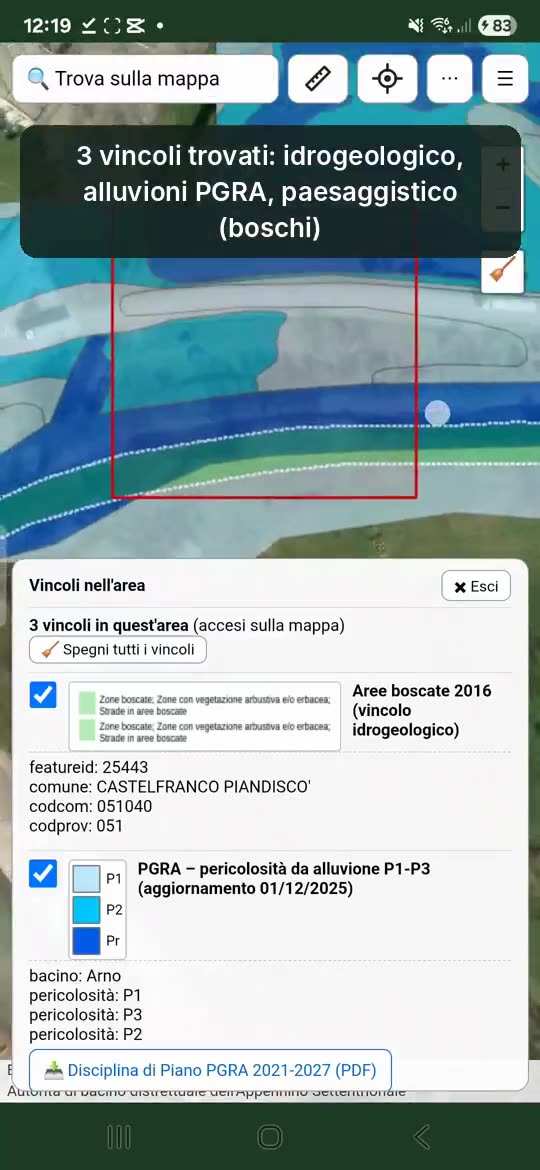 12:19
83
Trova sulla mappa
3 vincoli trovati: idrogeologico,
alluvioni PGRA, paesaggistico
(boschi)
Vincoli nell'area
Esci
3 vincoli in quest'area (accesi sulla mappa)
Spegni tutti i vincoli
Zone boscate; Zone con vegetazione arbustiva e/o erbacea;
Strade in aree boscate
Zone boscate; Zone con vegetazione arbustiva e/o erbacea;
Strade in aree boscate
Aree boscate 2016
(vincolo
idrogeologico)
featureid: 25443
comune: CASTELFRANCO PIANDISCO'
codcom: 051040
codprov: 051
P1
P2
Pr
PGRA – pericolosità da alluvione P1-P3
(aggiornamento 01/12/2025)
bacino: Arno
pericolosità: P1
pericolosità: P3
pericolosità: P2
Disciplina di Piano PGRA 2021-2027 (PDF)
Autorità di bacino distrettuale dell'Appennino Settentrionale